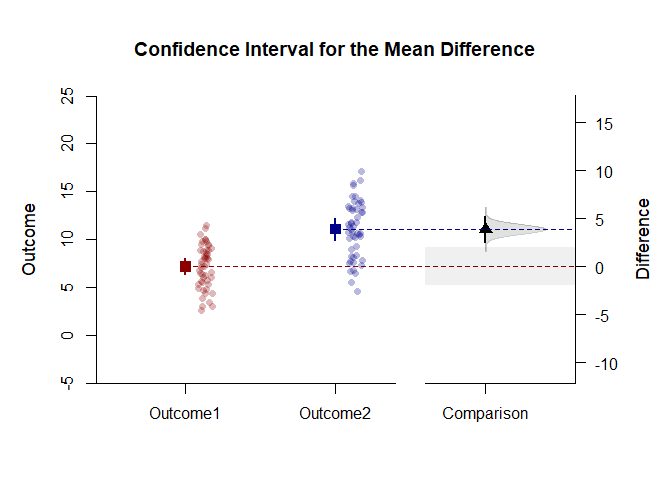 Confidence Interval for the Mean Difference
Outcome
25
20
15
10
5
0
-5
Outcome1
Outcome2
Comparison
15
10
5
0
-5
-10
Difference